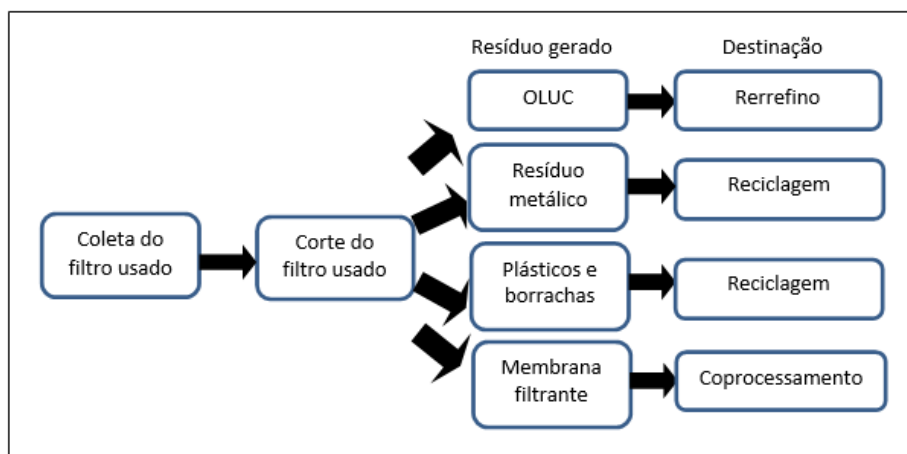 Resíduo gerado
Destinação
OLUC
Rerrefino
Resíduo
metálico
Reciclagem
Coleta do
filtro usado
Corte do
filtro usado
Plásticos e
borrachas
Reciclagem
Membrana
filtrante
Coprocessamento